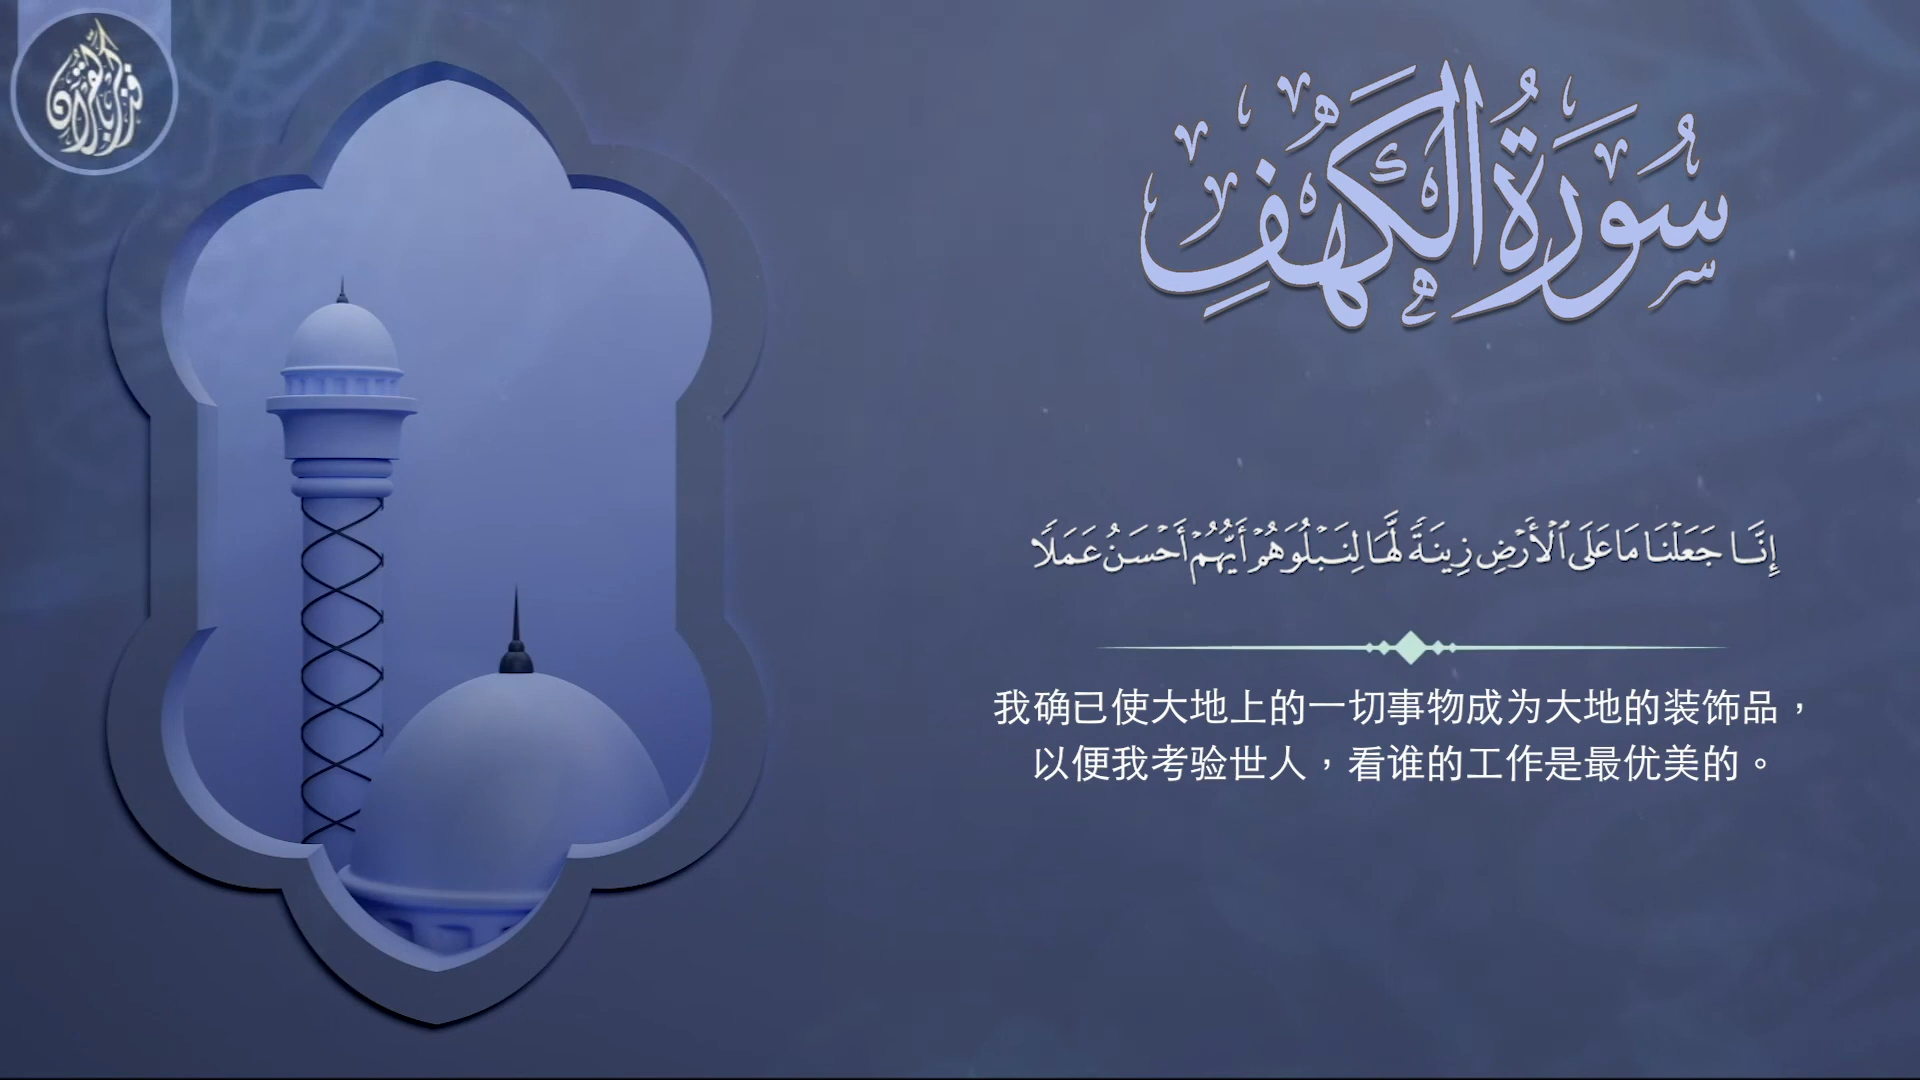 سُورَةُ الكَهْفِ
إِنَّا جَعَلْنَا مَا عَلَى ٱلْأَرْضِ زِينَةً لَّهَا لِنَبْلُوَهُمْ أَيُّهُمْ أَحْسَنُ عَمَلًا
我确已使大地上的一切事物成为大地的装饰品，
以便我考验世人，看谁的工作是最优美的。